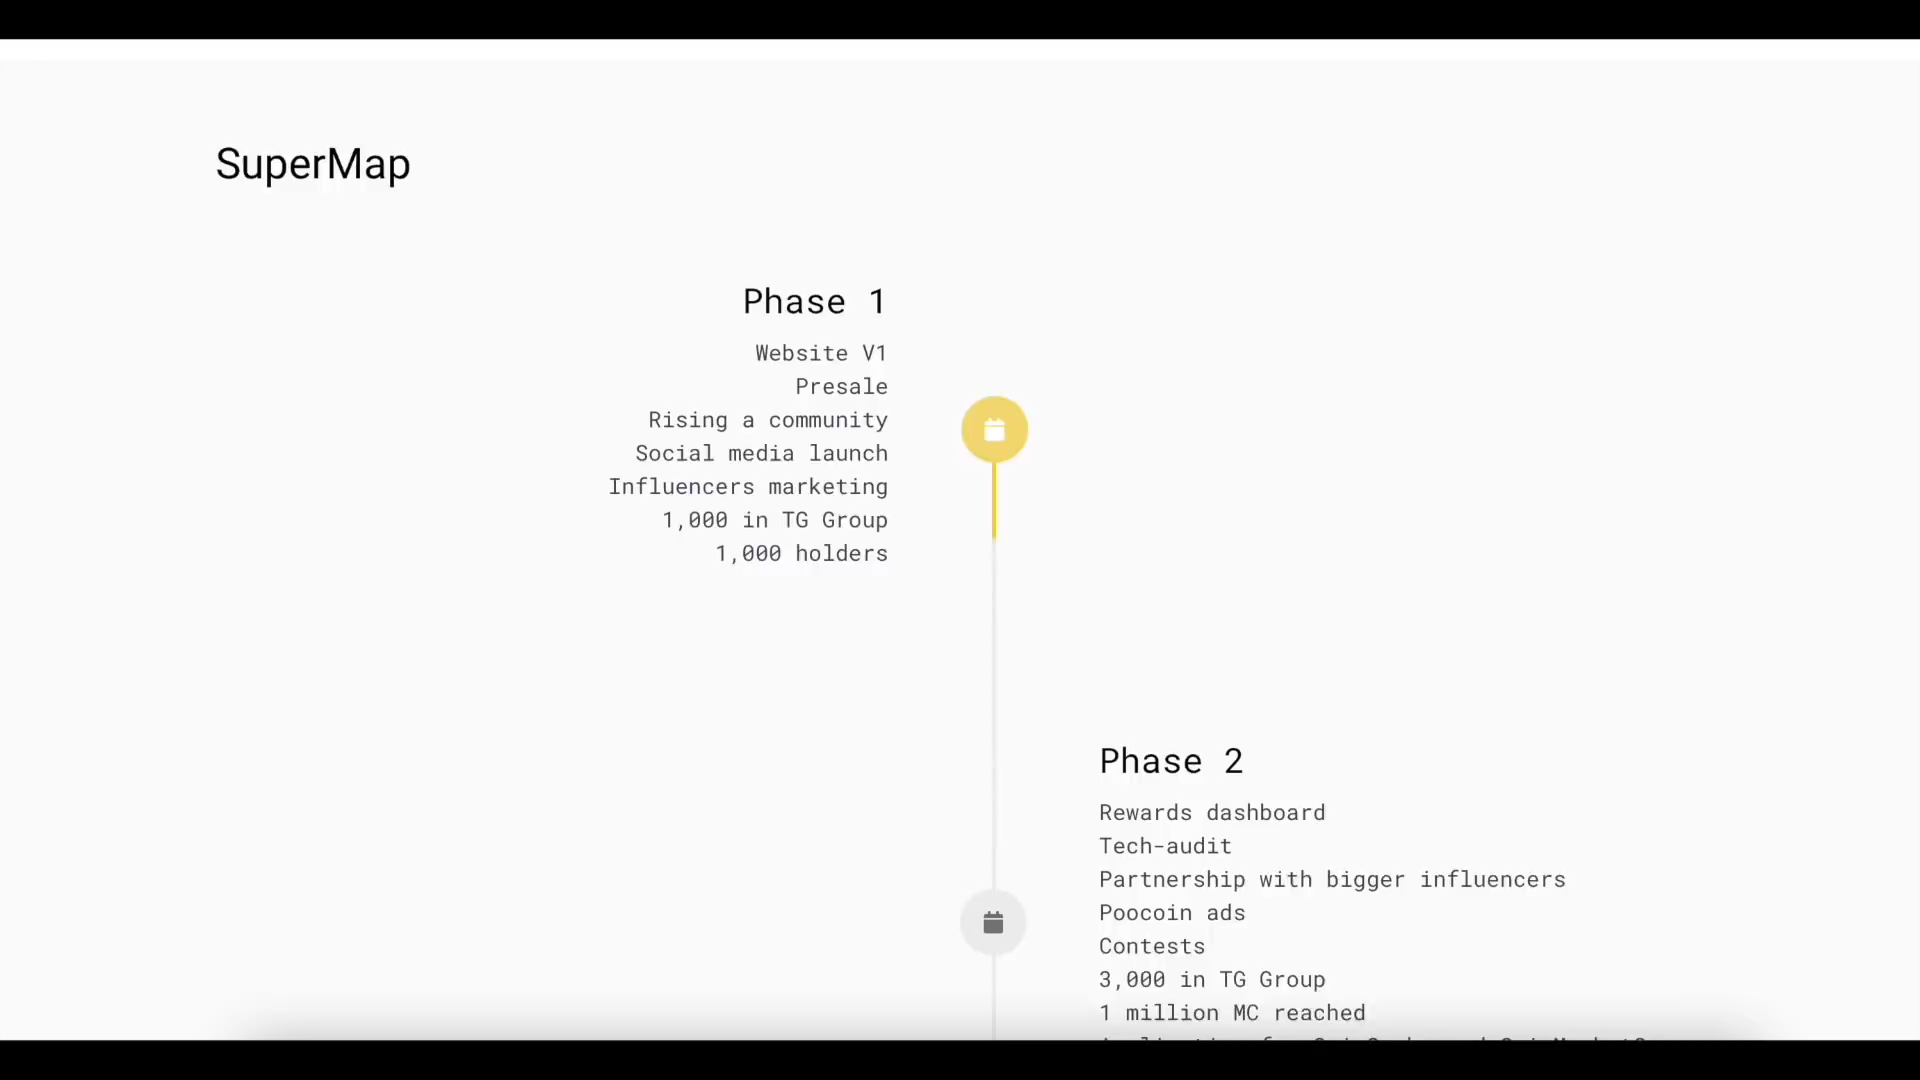 SuperMap
Phase 1
Website V1
Presale
Rising a community
Social media launch
Influencers marketing
1,000 in TG Group
1,000 holders
Phase 2
Rewards dashboard
Tech-audit
Partnership with bigger influencers
Poocoin ads
Contests
3,000 in TG Group
1 million MC reached